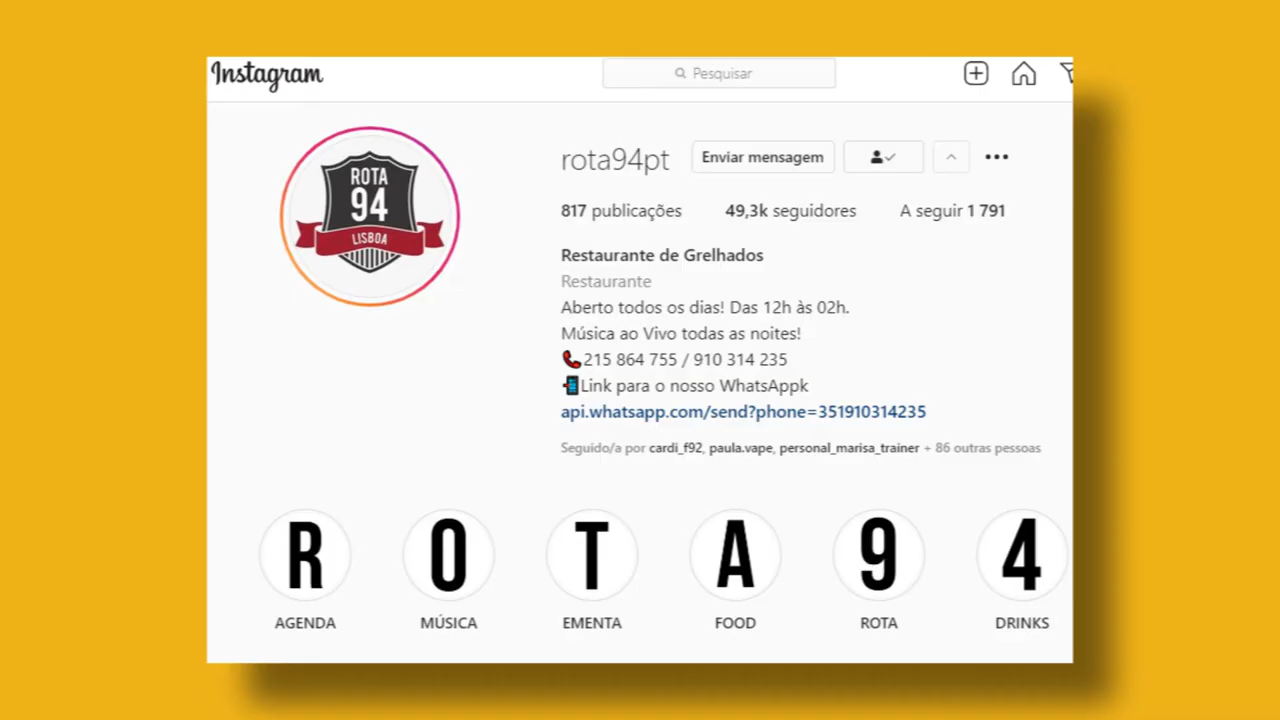 Instagram
Pesquisar
ROTA
94
LISBOA
rota94pt
Enviar mensagem
817 publicações
49,3k seguidores
A seguir 1 791
Restaurante de Grelhados
Restaurante
Aberto todos os dias! Das 12h às 02h.
Música ao Vivo todas as noites!
215 864 755 / 910 314 235
Link para o nosso WhatsAppk
api.whatsapp.com/send?phone=351910314235
Seguido/a por cardi_f92, paula.vape, personal_marisa_trainer + 86 outras pessoas
R O T A 9 4
AGENDA MÚSICA EMENTA FOOD ROTA DRINKS